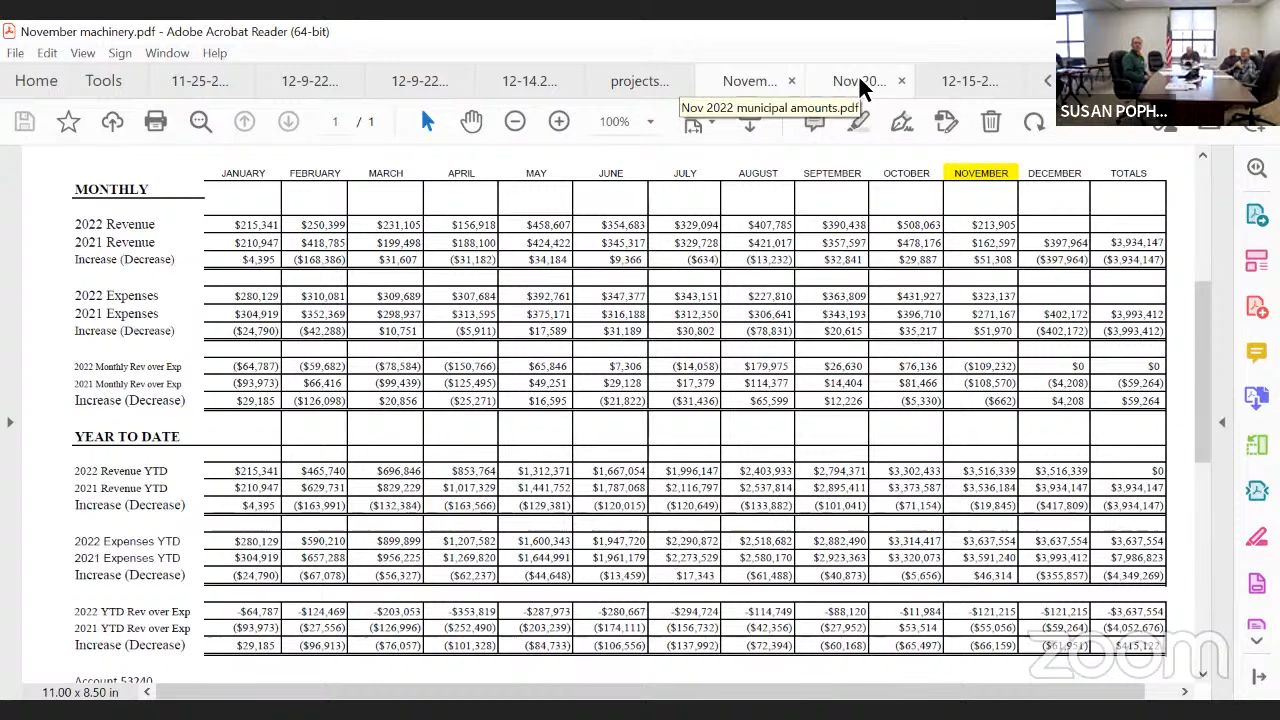 November machinery.pdf - Adobe Acrobat Reader (64-bit)
File Edit View Sign Window Help
Home Tools 11-25-2... 12-9-22... 12-9-22... 12-14.2... projects... Novem... × Nov 20... × 12-15-2...
Nov 2022 municipal amounts.pdf
SUSAN POPH...
1 / 1 100%
JANUARY FEBRUARY MARCH APRIL MAY JUNE JULY AUGUST SEPTEMBER OCTOBER NOVEMBER DECEMBER TOTALS
MONTHLY
2022 Revenue $215,341 $250,399 $231,105 $156,918 $458,607 $354,683 $329,094 $407,785 $390,438 $508,063 $213,905
2021 Revenue $210,947 $418,785 $199,498 $188,100 $424,422 $345,317 $329,728 $421,017 $357,597 $478,176 $162,597 $397,964 $3,934,147
Increase (Decrease) $4,395 ($168,386) $31,607 ($31,182) $34,184 $9,366 ($634) ($13,232) $32,841 $29,887 $51,308 ($397,964) ($3,934,147)
2022 Expenses $280,129 $310,081 $309,689 $307,684 $392,761 $347,377 $343,151 $227,810 $363,809 $431,927 $323,137
2021 Expenses $304,919 $352,369 $298,937 $313,595 $375,171 $316,188 $312,350 $306,641 $343,193 $396,710 $271,167 $402,172 $3,993,412
Increase (Decrease) ($24,790) ($42,288) $10,751 ($5,911) $17,589 $31,189 $30,802 ($78,831) $20,615 $35,217 $51,970 ($402,172) ($3,993,412)
2022 Monthly Rev over Exp ($64,787) ($59,682) ($78,584) ($150,766) $65,846 $7,306 ($14,058) $179,975 $26,630 $76,136 ($109,232) $0 $0
2021 Monthly Rev over Exp ($93,973) $66,416 ($99,439) ($125,495) $49,251 $29,128 $17,379 $114,377 $14,404 $81,466 ($108,570) ($4,208) ($59,264)
Increase (Decrease) $29,185 ($126,098) $20,856 ($25,271) $16,595 ($21,822) ($31,436) $65,599 $12,226 ($5,330) ($662) $4,208 $59,264
YEAR TO DATE
2022 Revenue YTD $215,341 $465,740 $696,846 $853,764 $1,312,371 $1,667,054 $1,996,147 $2,403,933 $2,794,371 $3,302,433 $3,516,339 $3,516,339 $0
2021 Revenue YTD $210,947 $629,731 $829,229 $1,017,329 $1,441,752 $1,787,068 $2,116,797 $2,537,814 $2,895,411 $3,373,587 $3,536,184 $3,934,147 $3,934,147
Increase (Decrease) $4,395 ($163,991) ($132,384) ($163,566) ($129,381) ($120,015) ($120,649) ($133,882) ($101,041) ($71,154) ($19,845) ($417,809) ($3,934,147)
2022 Expenses YTD $280,129 $590,210 $899,899 $1,207,582 $1,600,343 $1,947,720 $2,290,872 $2,518,682 $2,882,490 $3,314,417 $3,637,554 $3,637,554 $3,637,554
2021 Expenses YTD $304,919 $657,288 $956,225 $1,269,820 $1,644,991 $1,961,179 $2,273,529 $2,580,170 $2,923,363 $3,320,073 $3,591,240 $3,993,412 $7,986,823
Increase (Decrease) ($24,790) ($67,078) ($56,327) ($62,237) ($44,648) ($13,459) $17,343 ($61,488) ($40,873) ($5,656) $46,314 ($355,857) ($4,349,269)
2022 YTD Rev over Exp -$64,787 -$124,469 -$203,053 -$353,819 -$287,973 -$280,667 -$294,724 -$114,749 -$88,120 -$11,984 -$121,215 -$121,215 -$3,637,554
2021 YTD Rev over Exp ($93,973) ($27,556) ($126,996) ($252,490) ($203,239) ($174,111) ($156,732) ($42,356) ($27,952) $53,514 ($55,056) ($59,264) ($4,052,676)
Increase (Decrease) $29,185 ($96,913) ($76,057) ($101,328) ($84,733) ($106,556) ($137,992) ($72,394) ($60,168) ($65,497) ($66,159) ($61,951) $415,122
zoom
Account 53240
11.00 x 8.50 in